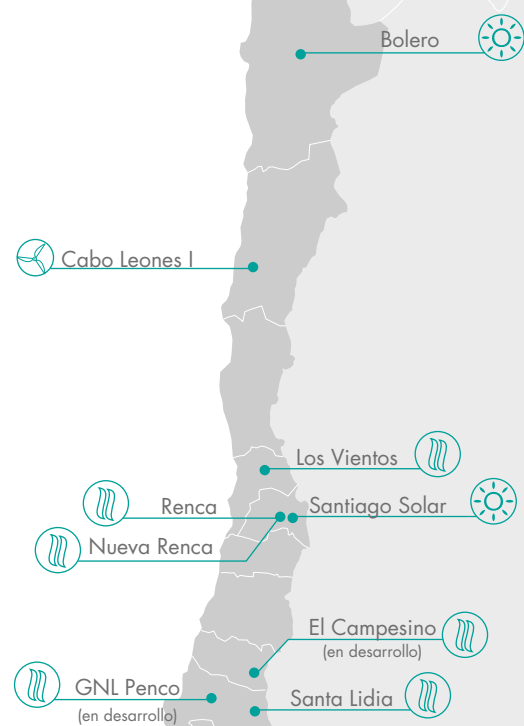 Bolero
Cabo Leones I
Los Vientos
Renca
Santiago Solar
Nueva Renca
El Campesino
(en desarrollo)
GNL Penco
(en desarrollo)
Santa Lidia